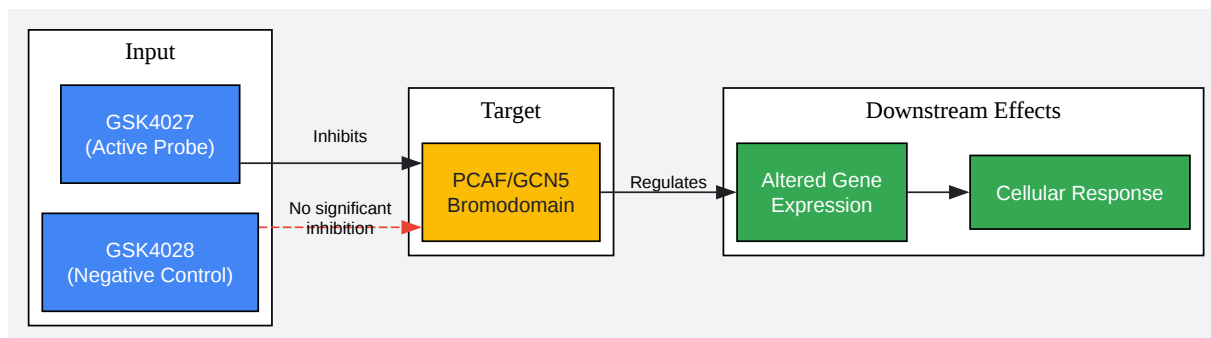 Input
GSK4027
(Active Probe)
GSK4028
(Negative Control)
Inhibits
No significant
inhibition
Target
PCAF/GCN5
Bromodomain
Regulates
Downstream Effects
Altered Gene
Expression
Cellular Response